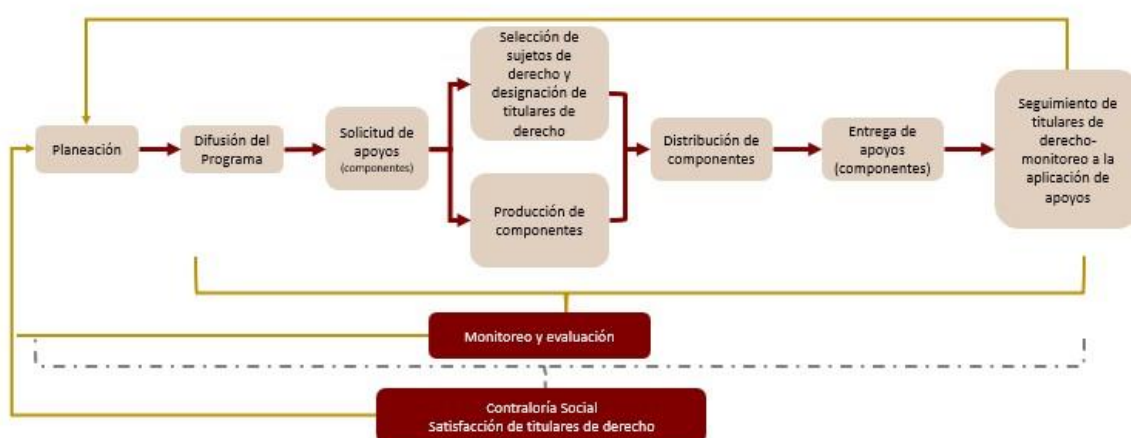 Planeación
Difusión del
Programa
Solicitud de
apoyos
(componentes)
Selección de
sujetos de
derecho y
designación de
titulares de
derecho
Producción de
componentes
Distribución de
componentes
Entrega de
apoyos
(componentes)
Seguimiento de
titulares de
derecho-
monitoreo a la
aplicación de
apoyos
Monitoreo y evaluación
Contraloría Social
Satisfacción de titulares de derecho